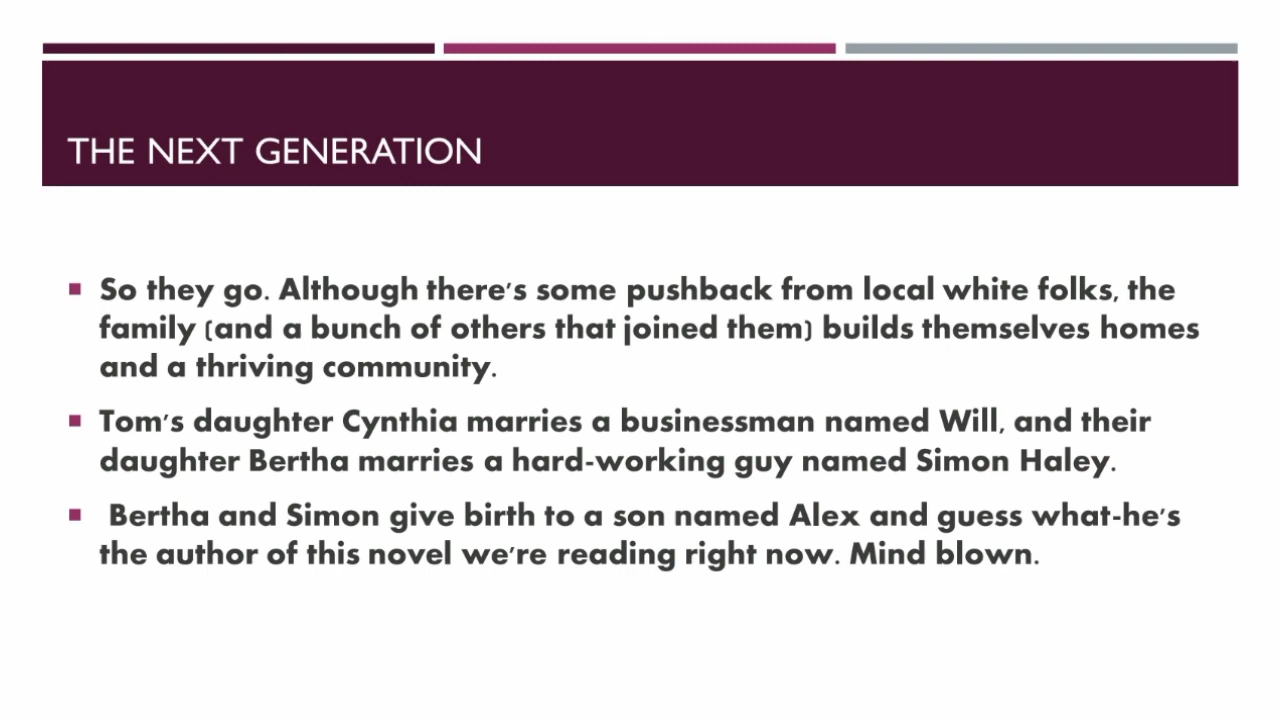 THE NEXT GENERATION
So they go. Although there's some pushback from local white folks, the
family (and a bunch of others that joined them) builds themselves homes
and a thriving community.
Tom's daughter Cynthia marries a businessman named Will, and their
daughter Bertha marries a hard-working guy named Simon Haley.
Bertha and Simon give birth to a son named Alex and guess what-he's
the author of this novel we're reading right now. Mind blown.